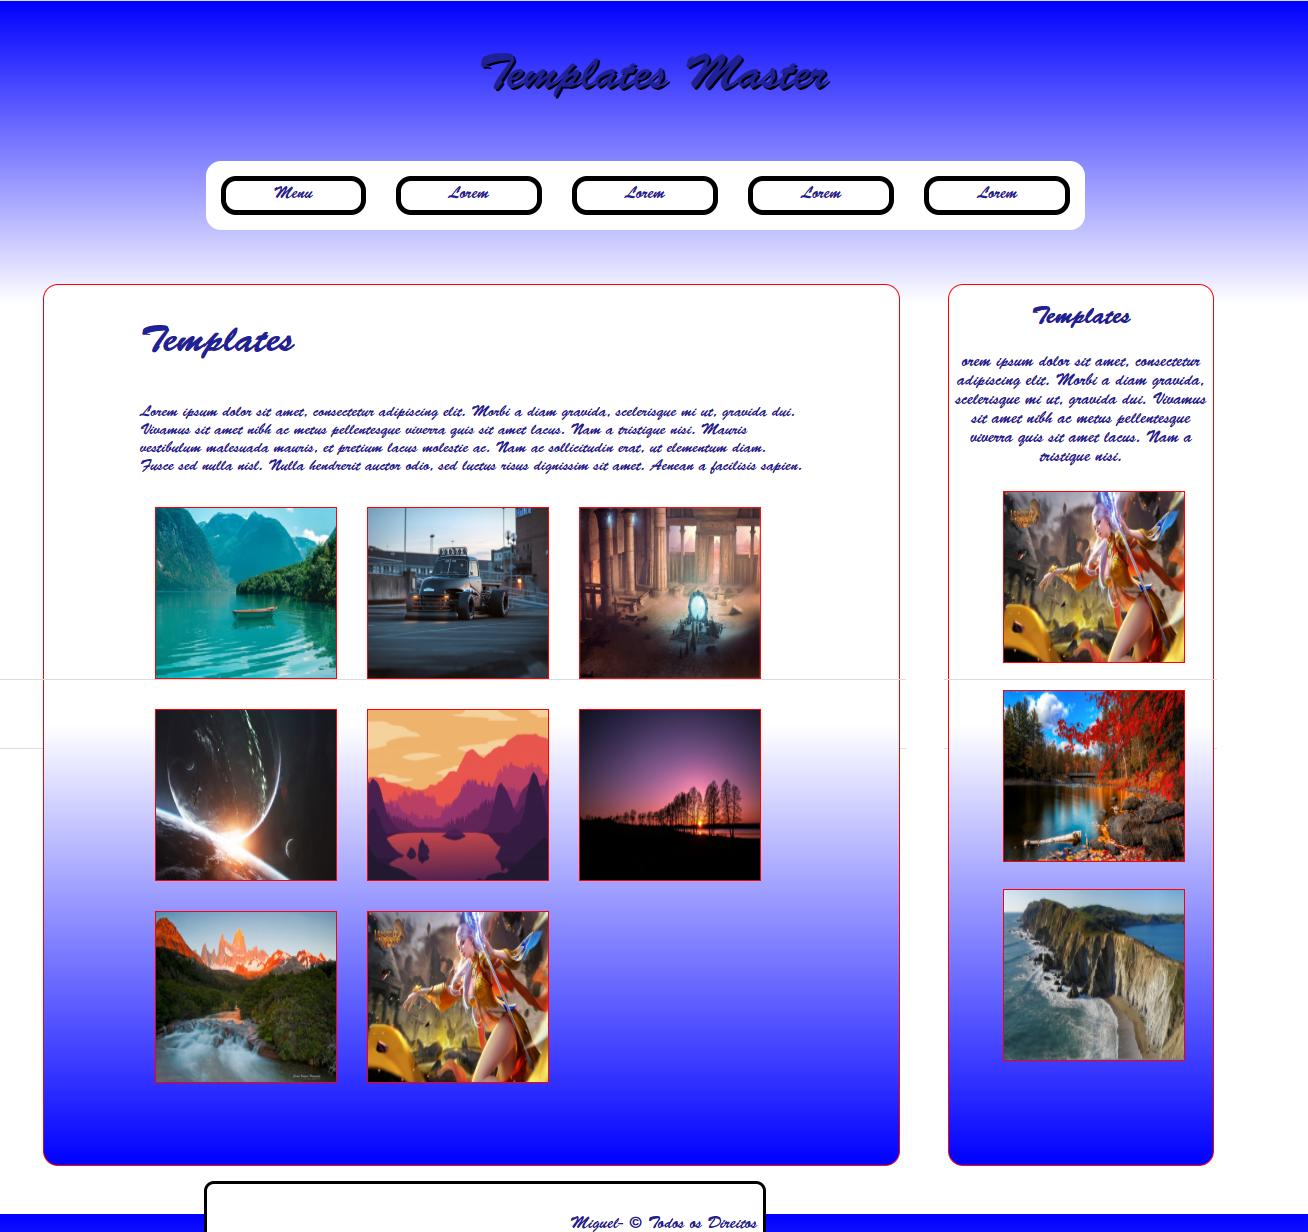 Templates Master
Menu
Lorem
Lorem
Lorem
Lorem
Templates
Lorem ipsum dolor sit amet, consectetur adipiscing elit. Morbi a diam gravida, scelerisque mi ut, gravida dui.
Vivamus sit amet nibh ac metus pellentesque viverra quis sit amet lacus. Nam a tristique nisi. Mauris
vestibulum malesuada mauris, et pretium lacus molestie ac. Nam ac sollicitudin erat, ut elementum diam.
Fusce sed nulla nisl. Nulla hendrerit auctor odio, sed luctus risus dignissim sit amet. Aenean a facilisis sapien.
Templates
orem ipsum dolor sit amet, consectetur
adipiscing elit. Morbi a diam gravida,
scelerisque mi ut, gravida dui. Vivamus
sit amet nibh ac metus pellentesque
viverra quis sit amet lacus. Nam a
tristique nisi.
Miguel- © Todos os Direitos